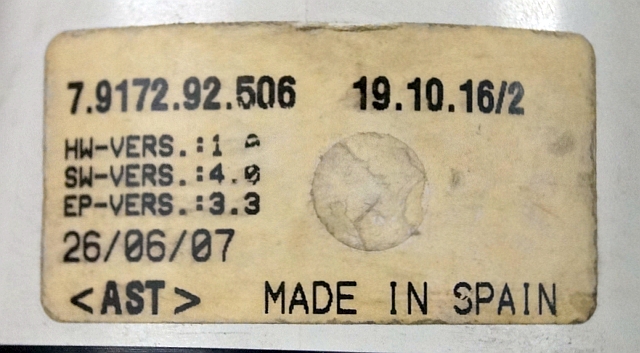 7.9172.92.506 19.10.16/2
HW-VERS.:1
SW-VERS.:4.0
EP-VERS.:3.3
26/06/07
<AST> MADE IN SPAIN